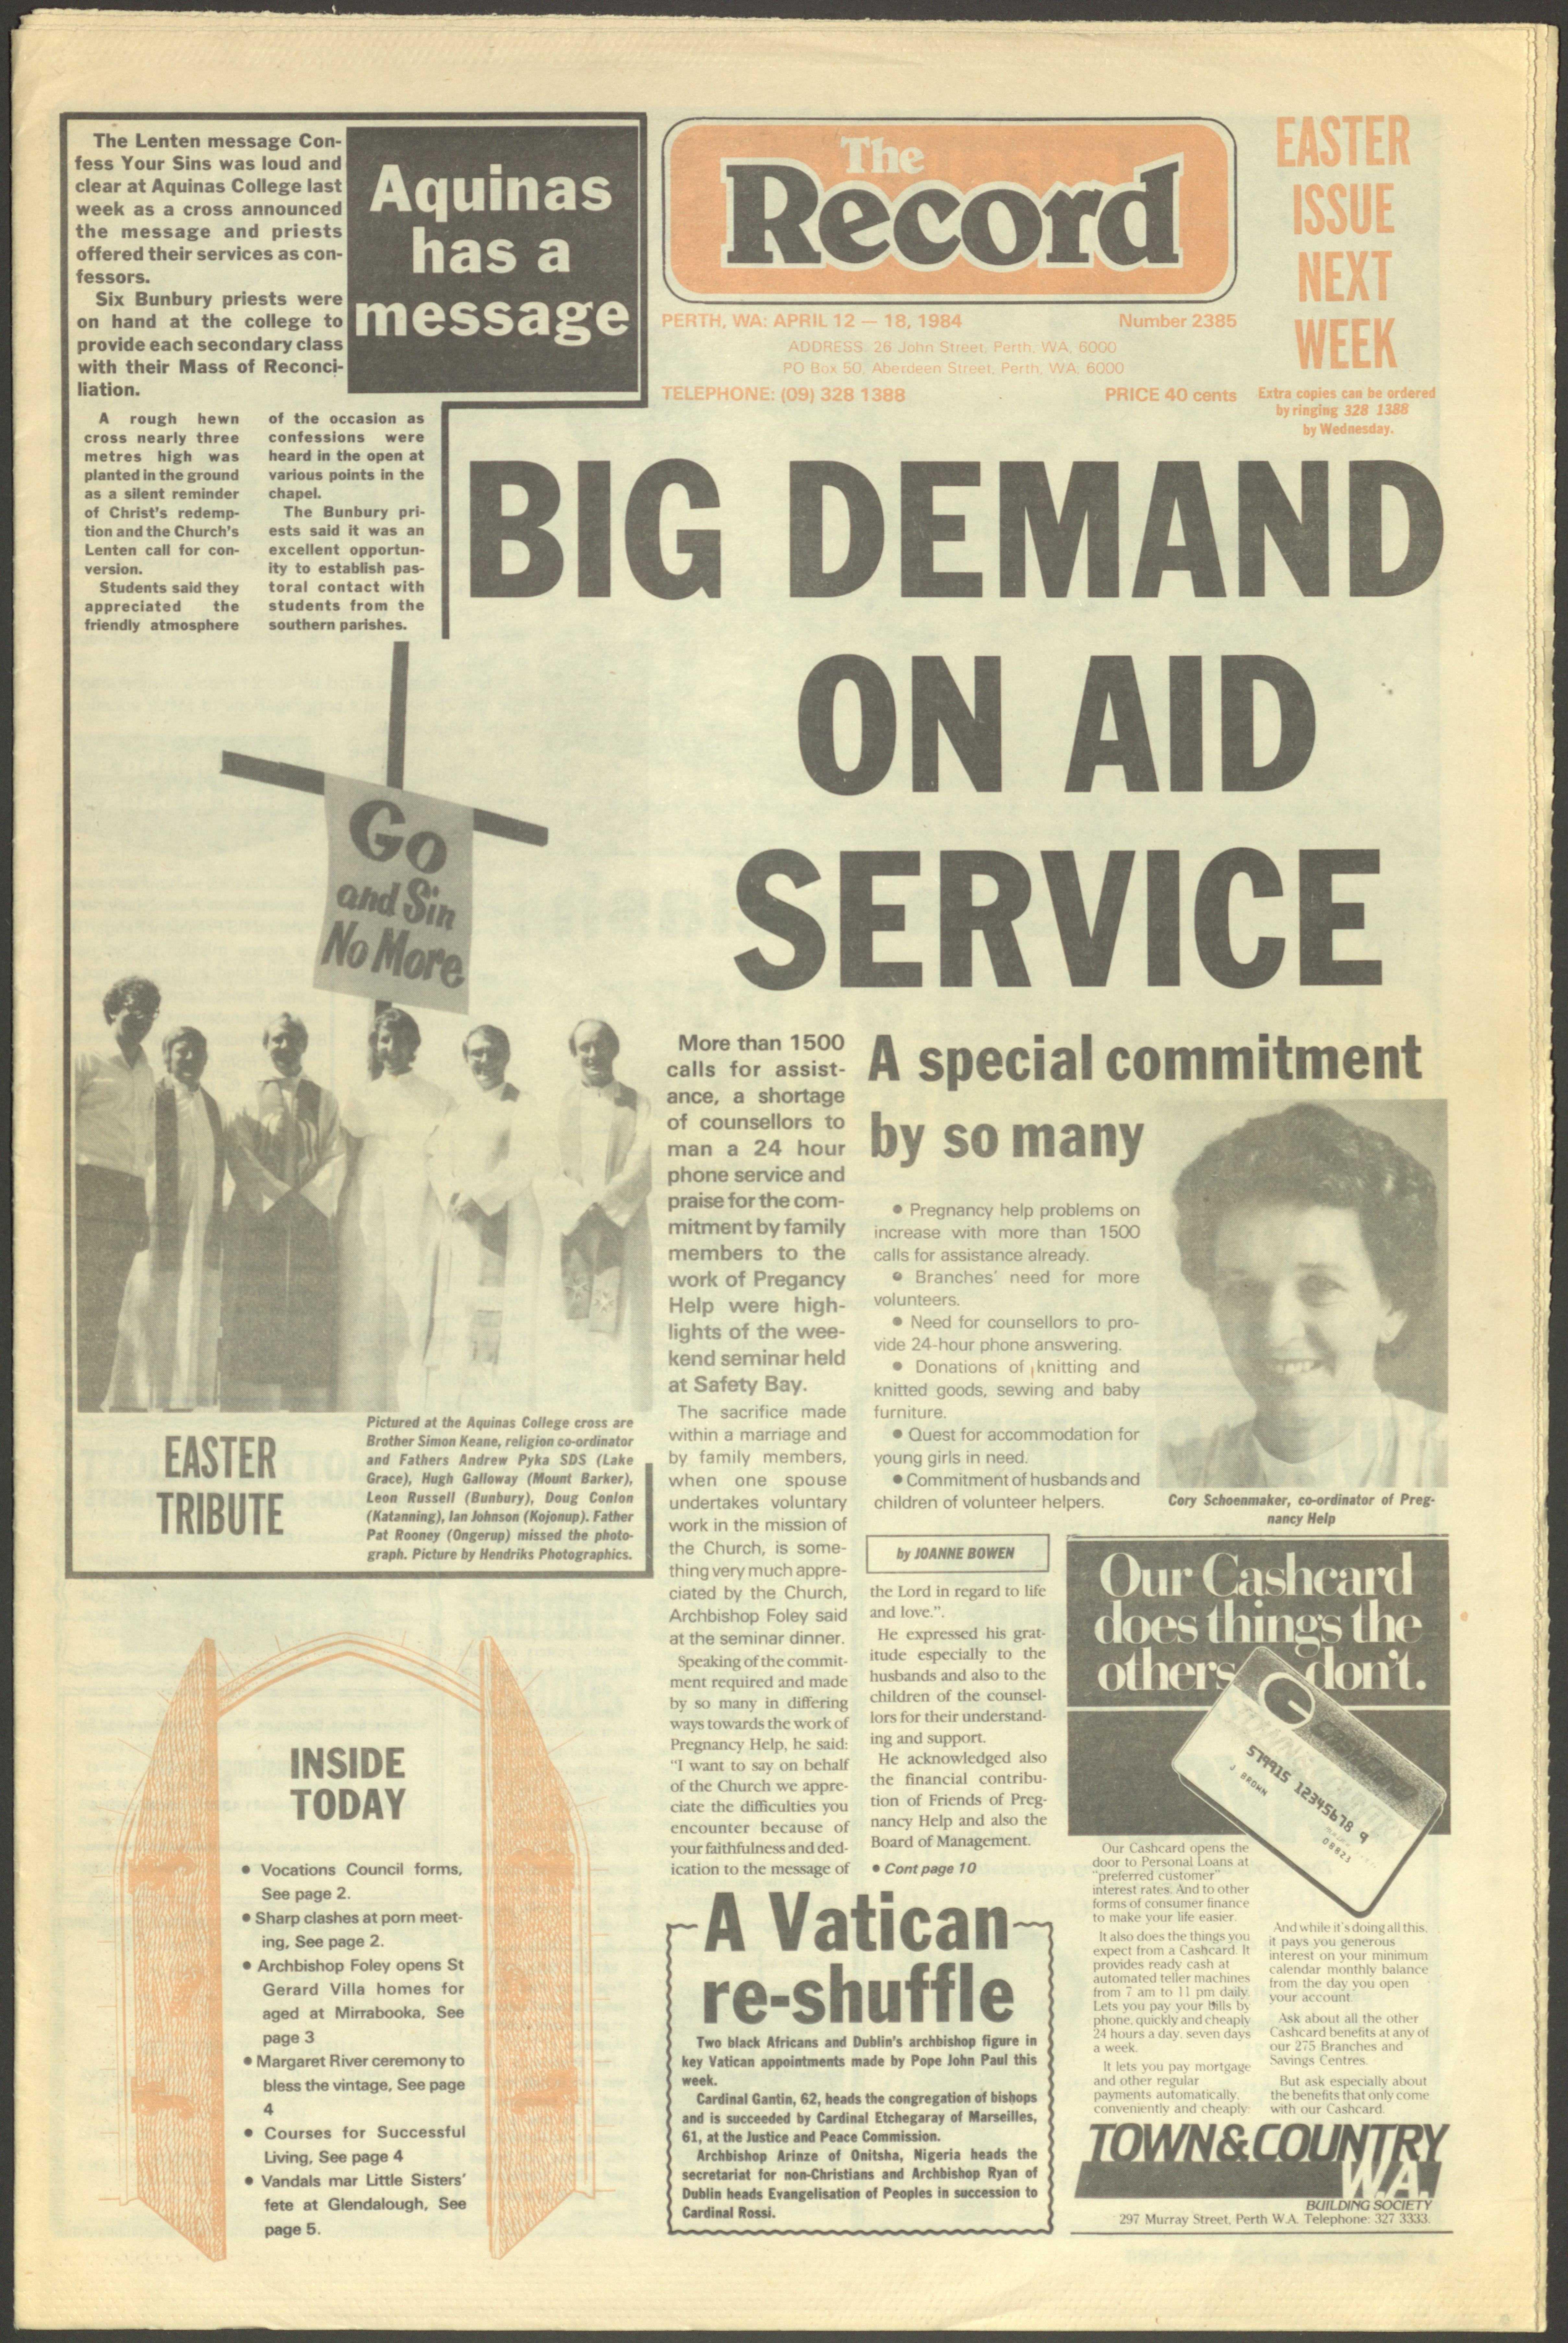 The Lenten message Con-
fess Your Sins was loud and
clear at Aquinas College last
week as a cross announced
the message and priests
offered their services as con-
fessors.
Six Bunbury priests were
on hand at the college to
provide each secondary class
with their Mass of Reconci-
liation.
Aquinas
has a
message
A rough hewn
cross nearly three
metres high was
planted in the ground
as a silent reminder
of Christ's redemp-
tion and the Church's
Lenten call for con-
version.
Students said they
appreciated the
friendly atmosphere
of the occasion as
confessions were
heard in the open at
various points in the
chapel.
The Bunbury pri-
ests said it was an
excellent opportun-
ity to establish pas-
toral contact with
students from the
southern parishes.
Go
and Sin
No More
EASTER
TRIBUTE
Pictured at the Aquinas College cross are
Brother Simon Keane, religion co-ordinator
and Fathers Andrew Pyka SDS (Lake
Grace), Hugh Galloway (Mount Barker),
Leon Russell (Bunbury), Doug Conlon
(Katanning), Ian Johnson (Kojonup). Father
Pat Rooney (Ongerup) missed the photo-
graph. Picture by Hendriks Photographics.
The
Record
PERTH, WA: APRIL 12 — 18, 1984 Number 2385
ADDRESS: 26 John Street, Perth, WA, 6000
PO Box 50, Aberdeen Street, Perth, WA, 6000
TELEPHONE: (09) 328 1388 PRICE 40 cents
EASTER
ISSUE
NEXT
WEEK
Extra copies can be ordered
by ringing 328 1388
by Wednesday.
BIG DEMAND
ON AID
SERVICE
More than 1500
calls for assist-
ance, a shortage
of counsellors to
man a 24 hour
phone service and
praise for the com-
mitment by family
members to the
work of Pregancy
Help were high-
lights of the wee-
kend seminar held
at Safety Bay.
The sacrifice made
within a marriage and
by family members,
when one spouse
undertakes voluntary
work in the mission of
the Church, is some-
thing very much appre-
ciated by the Church,
Archbishop Foley said
at the seminar dinner.
Speaking of the commit-
ment required and made
by so many in differing
ways towards the work of
Pregnancy Help, he said:
"I want to say on behalf
of the Church we appre-
ciate the difficulties you
encounter because of
your faithfulness and ded-
ication to the message of
A special commitment
by so many
● Pregnancy help problems on
increase with more than 1500
calls for assistance already.
● Branches' need for more
volunteers.
● Need for counsellors to pro-
vide 24-hour phone answering.
● Donations of knitting and
knitted goods, sewing and baby
furniture.
● Quest for accommodation for
young girls in need.
● Commitment of husbands and
children of volunteer helpers.
Cory Schoenmaker, co-ordinator of Preg-
nancy Help
by JOANNE BOWEN
the Lord in regard to life
and love.".
He expressed his grat-
itude especially to the
husbands and also to the
children of the counsel-
lors for their understand-
ing and support.
He acknowledged also
the financial contribu-
tion of Friends of Preg-
nancy Help and also the
Board of Management.
● Cont page 10
INSIDE
TODAY
● Vocations Council forms,
See page 2.
● Sharp clashes at porn meet-
ing, See page 2.
● Archbishop Foley opens St
Gerard Villa homes for
aged at Mirrabooka, See
page 3
● Margaret River ceremony to
bless the vintage, See page
4
● Courses for Successful
Living, See page 4
● Vandals mar Little Sisters'
fete at Glendalough, See
page 5.
A Vatican
re-shuffle
Two black Africans and Dublin's archbishop figure in
key Vatican appointments made by Pope John Paul this
week.
Cardinal Gantin, 62, heads the congregation of bishops
and is succeeded by Cardinal Etchegaray of Marseilles,
61, at the Justice and Peace Commission.
Archbishop Arinze of Onitsha, Nigeria heads the
secretariat for non-Christians and Archbishop Ryan of
Dublin heads Evangelisation of Peoples in succession to
Cardinal Rossi.
Our Cashcard
does things the
others don't.
CASHCARD
579915 12345678 9
J BROWN
08823
Our Cashcard opens the
door to Personal Loans at
"preferred customer"
interest rates. And to other
forms of consumer finance
to make your life easier.
It also does the things you
expect from a Cashcard. It
provides ready cash at
automated teller machines
from 7 am to 11 pm daily.
Lets you pay your bills by
phone, quickly and cheaply
24 hours a day, seven days
a week.
It lets you pay mortgage
and other regular
payments automatically,
conveniently and cheaply.
And while it's doing all this,
it pays you generous
interest on your minimum
calendar monthly balance
from the day you open
your account.
Ask about all the other
Cashcard benefits at any of
our 275 Branches and
Savings Centres.
But ask especially about
the benefits that only come
with our Cashcard.
TOWN&COUNTRY
W.A.
BUILDING SOCIETY
297 Murray Street, Perth W.A. Telephone: 327 3333.